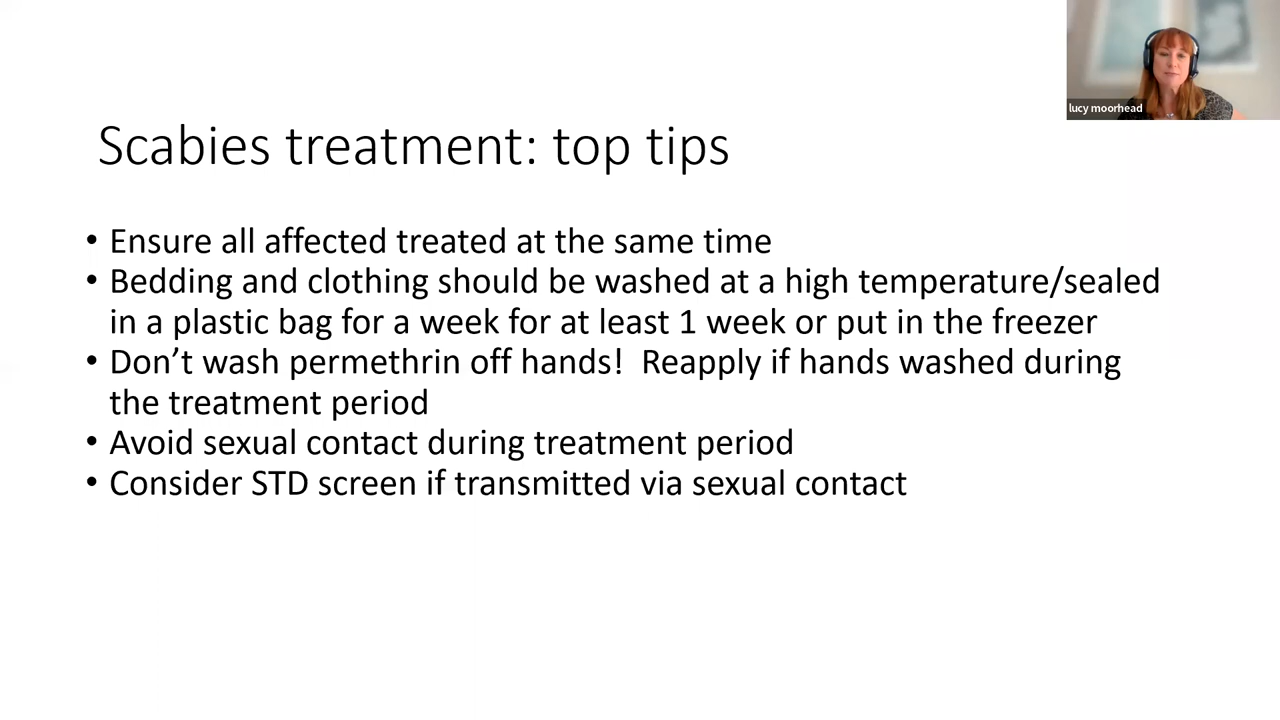 lucy moorhead
Scabies treatment: top tips
• Ensure all affected treated at the same time
• Bedding and clothing should be washed at a high temperature/sealed
in a plastic bag for a week for at least 1 week or put in the freezer
• Don’t wash permethrin off hands!  Reapply if hands washed during
the treatment period
• Avoid sexual contact during treatment period
• Consider STD screen if transmitted via sexual contact